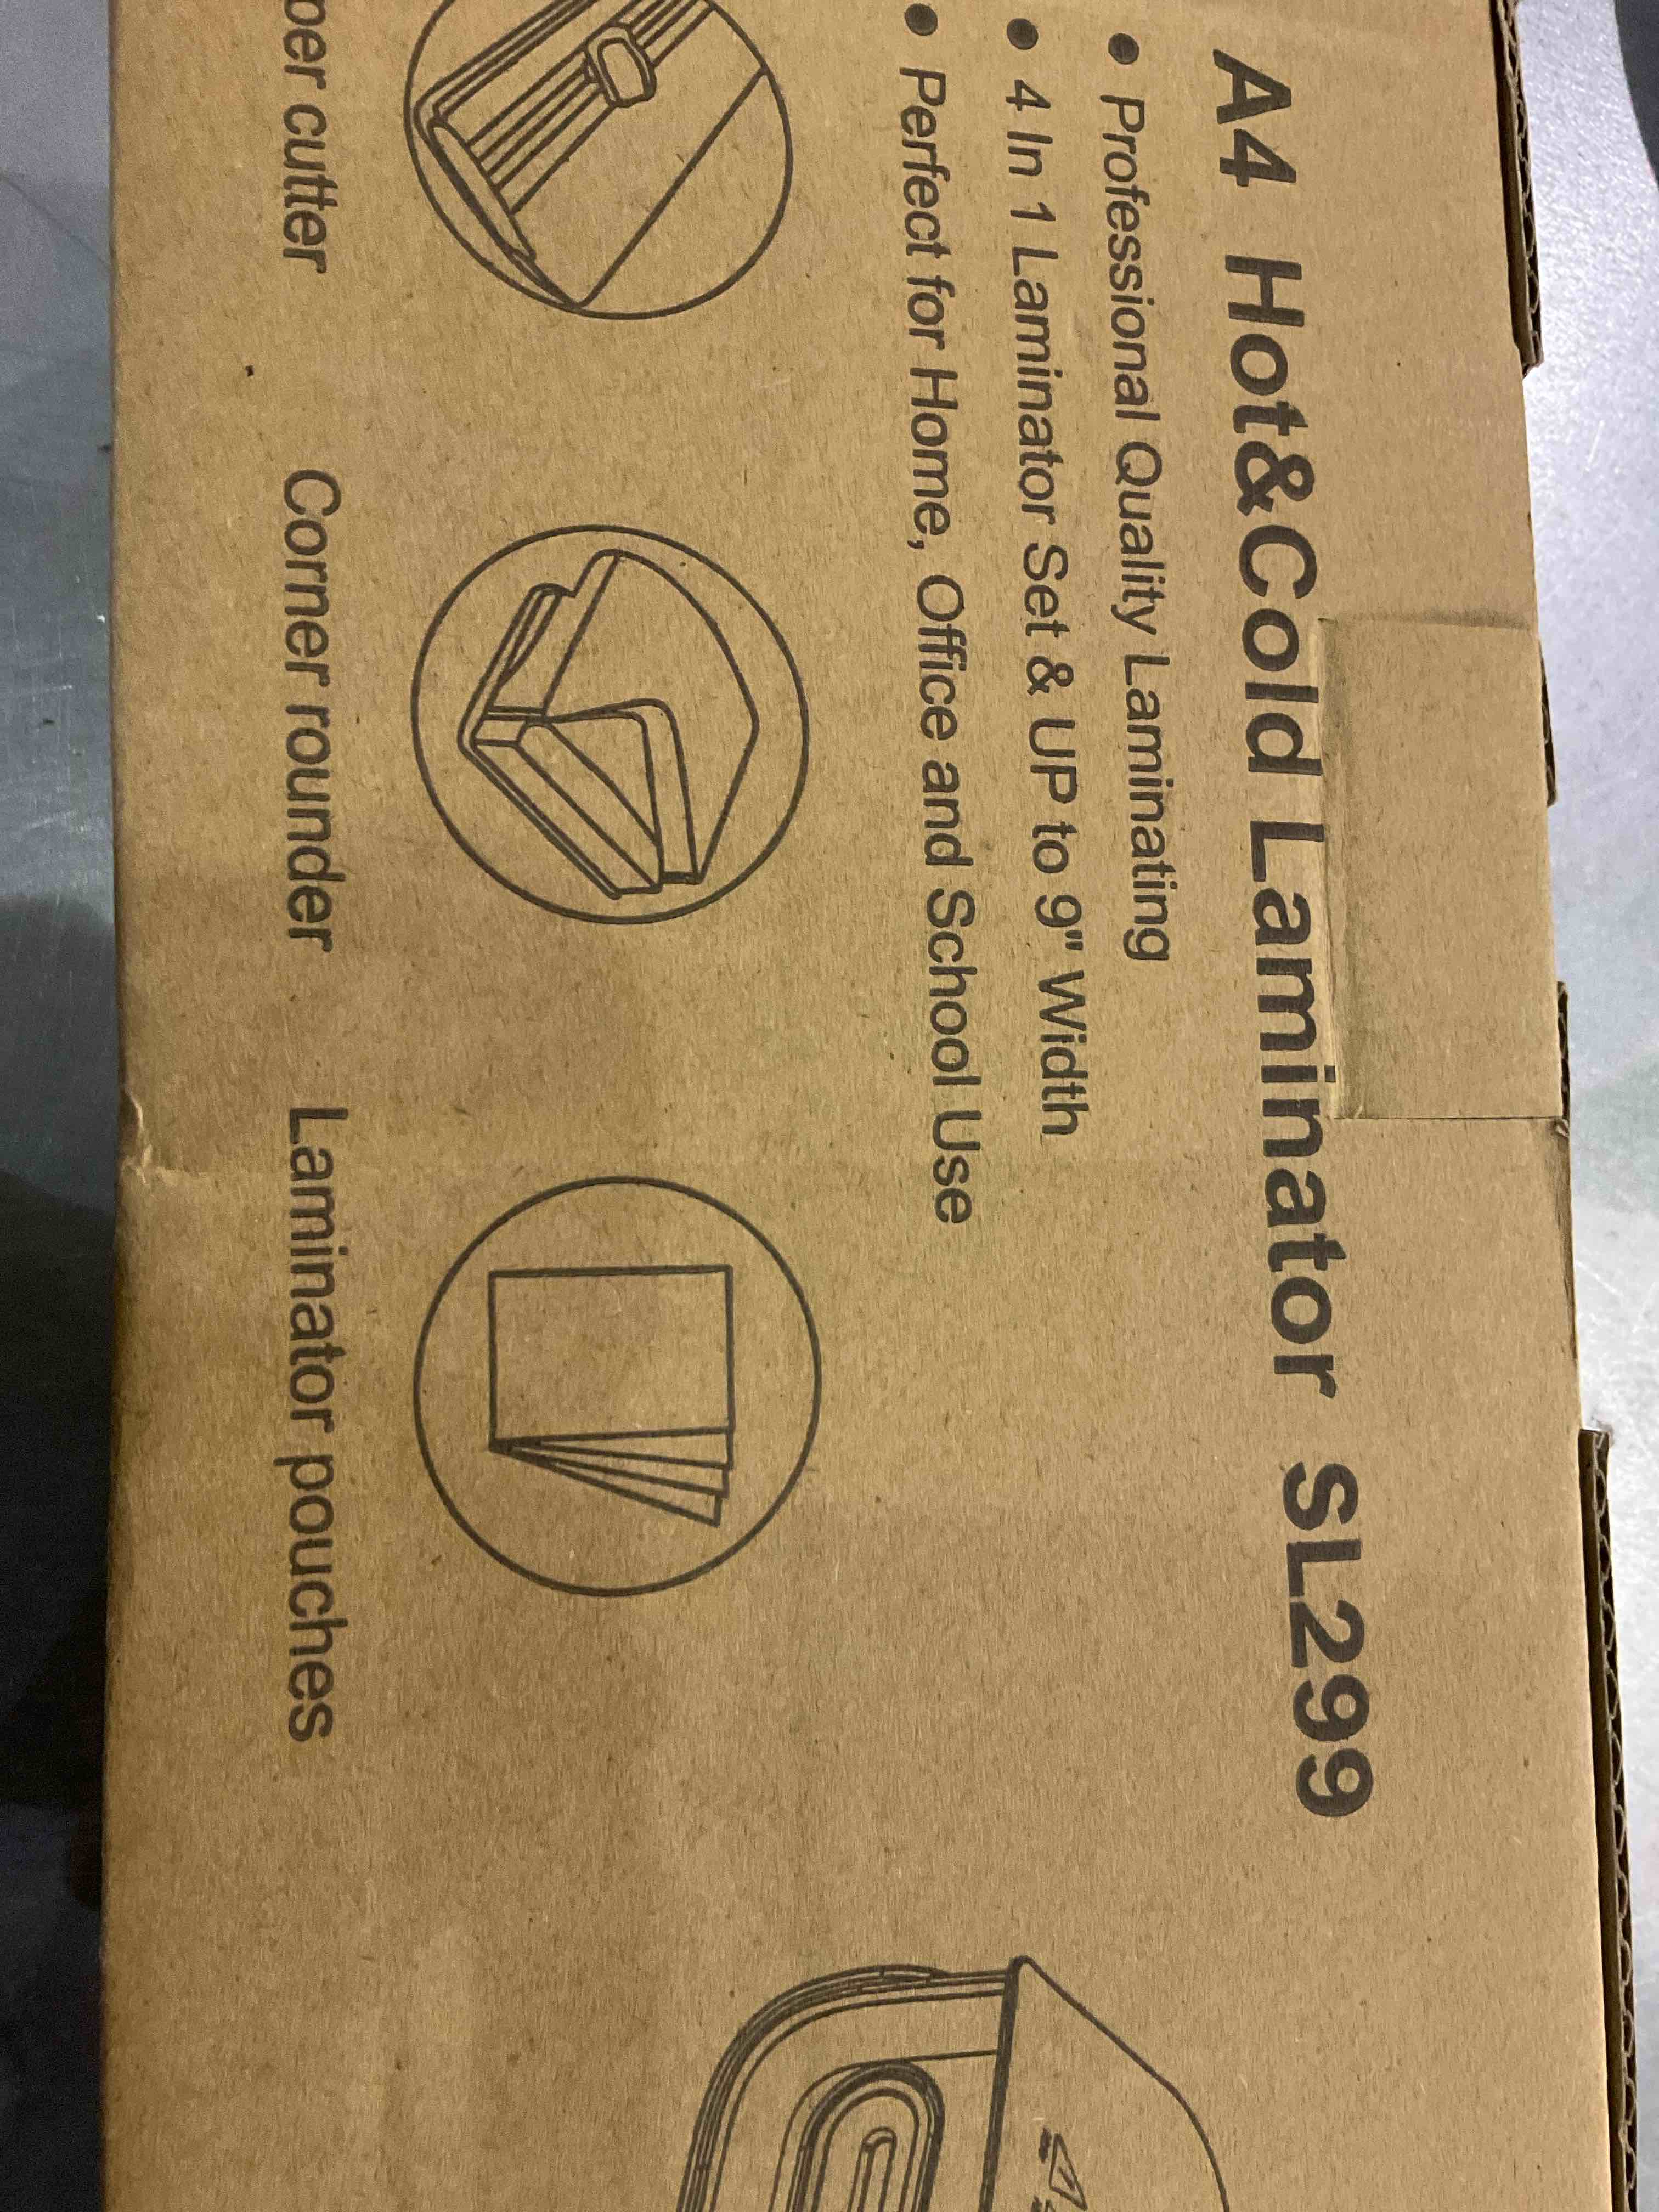 A4 Hot&Cold Laminator SL299
• Professional Quality Laminating
• 4 In 1 Laminator Set & UP to 9" Width
• Perfect for Home, Office and School Use
per cutter
Corner rounder
Laminator pouches